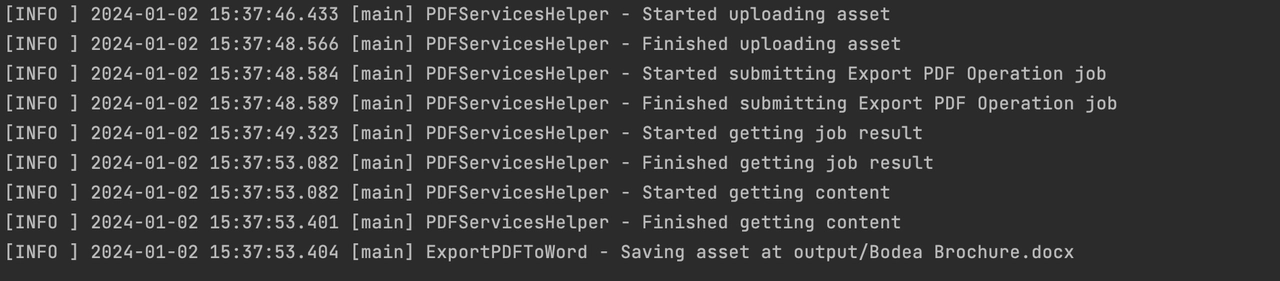 [INFO ] 2024-01-02 15:37:46.433 [main] PDFServicesHelper - Started uploading asset
[INFO ] 2024-01-02 15:37:48.566 [main] PDFServicesHelper - Finished uploading asset
[INFO ] 2024-01-02 15:37:48.584 [main] PDFServicesHelper - Started submitting Export PDF Operation job
[INFO ] 2024-01-02 15:37:48.589 [main] PDFServicesHelper - Finished submitting Export PDF Operation job
[INFO ] 2024-01-02 15:37:49.323 [main] PDFServicesHelper - Started getting job result
[INFO ] 2024-01-02 15:37:53.082 [main] PDFServicesHelper - Finished getting job result
[INFO ] 2024-01-02 15:37:53.082 [main] PDFServicesHelper - Started getting content
[INFO ] 2024-01-02 15:37:53.401 [main] PDFServicesHelper - Finished getting content
[INFO ] 2024-01-02 15:37:53.404 [main] ExportPDFToWord - Saving asset at output/Bodea Brochure.docx